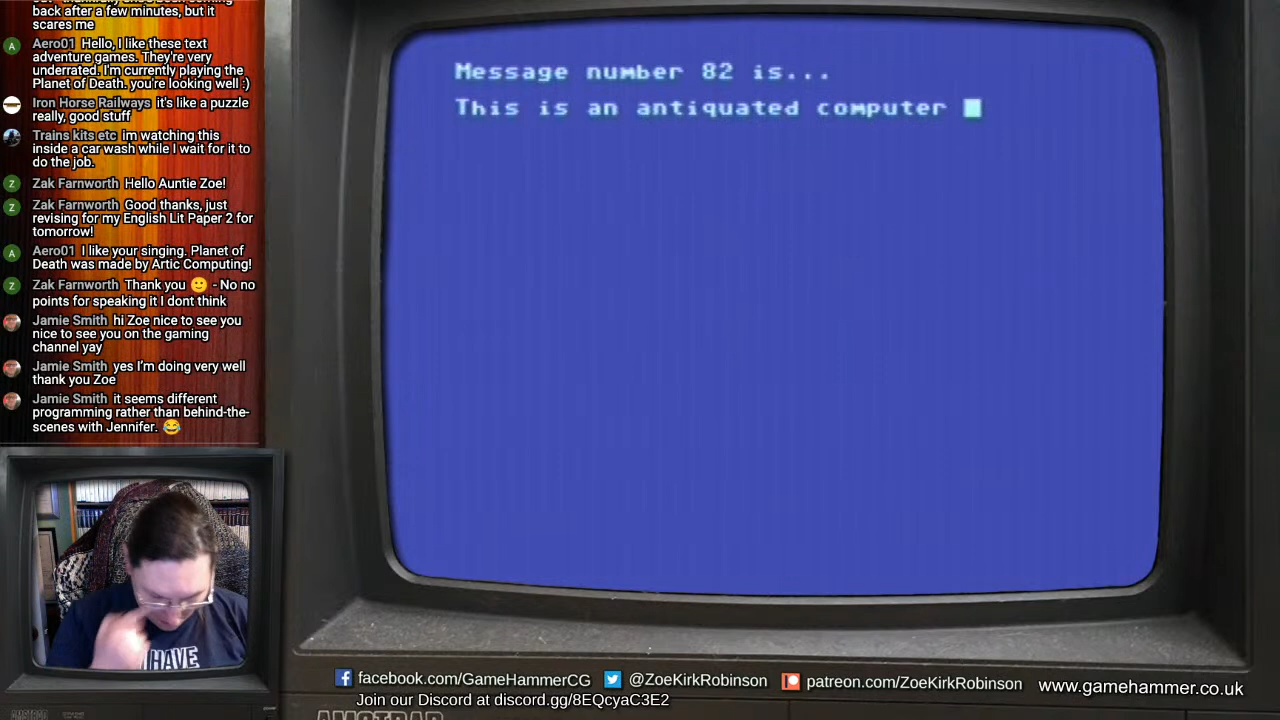 back after a few minutes, but it
scares me
A Aero01 Hello, I like these text
adventure games. They're very
underrated. I'm currently playing the
Planet of Death. you're looking well :)
Iron Horse Railways it's like a puzzle
really, good stuff
Trains kits etc im watching this
inside a car wash while I wait for it to
do the job.
Z Zak Farnworth Hello Auntie Zoe!
Z Zak Farnworth Good thanks, just
revising for my English Lit Paper 2 for
tomorrow!
A Aero01 I like your singing. Planet of
Death was made by Artic Computing!
Z Zak Farnworth Thank you 🙂 - No no
points for speaking it I dont think
Jamie Smith hi Zoe nice to see you
nice to see you on the gaming
channel yay
Jamie Smith yes I'm doing very well
thank you Zoe
Jamie Smith it seems different
programming rather than behind-the-
scenes with Jennifer. 😂
Message number 82 is...
This is an antiquated computer
I HAVE
facebook.com/GameHammerCG @ZoeKirkRobinson patreon.com/ZoeKirkRobinson www.gamehammer.co.uk
Join our Discord at discord.gg/8EQcyaC3E2